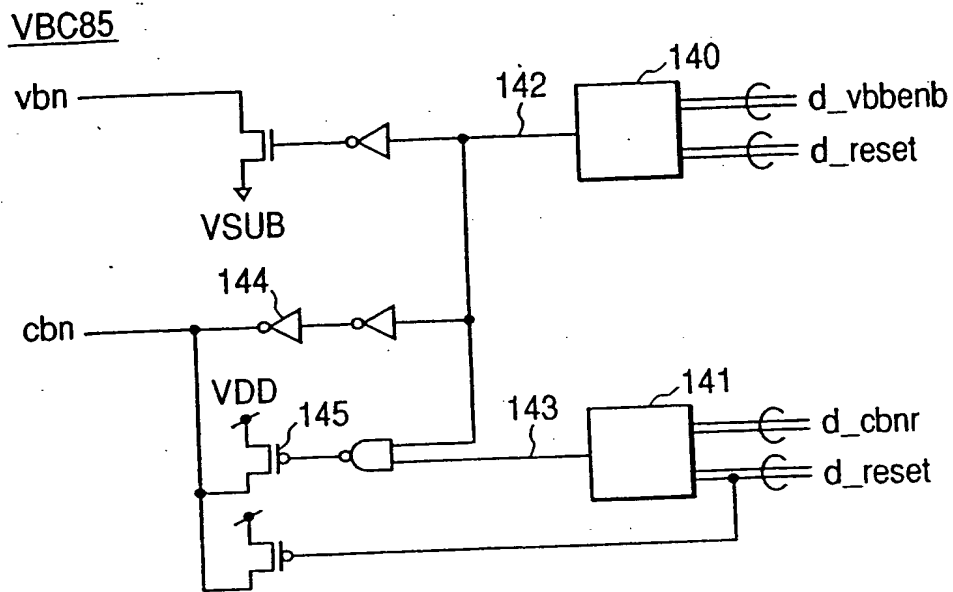 VBC85
vbn
142
140
d_vbbenb
d_reset
VSUB
144
cbn
VDD
145
143
141
d_cbnr
d_reset